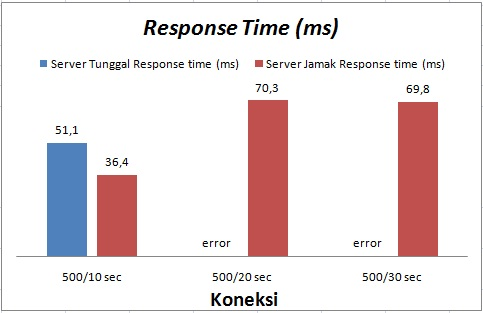 Response Time (ms)
Server Tunggal Response time (ms) Server Jamak Response time (ms)
51,1 36,4 error 70,3 error 69,8
500/10 sec 500/20 sec 500/30 sec
Koneksi